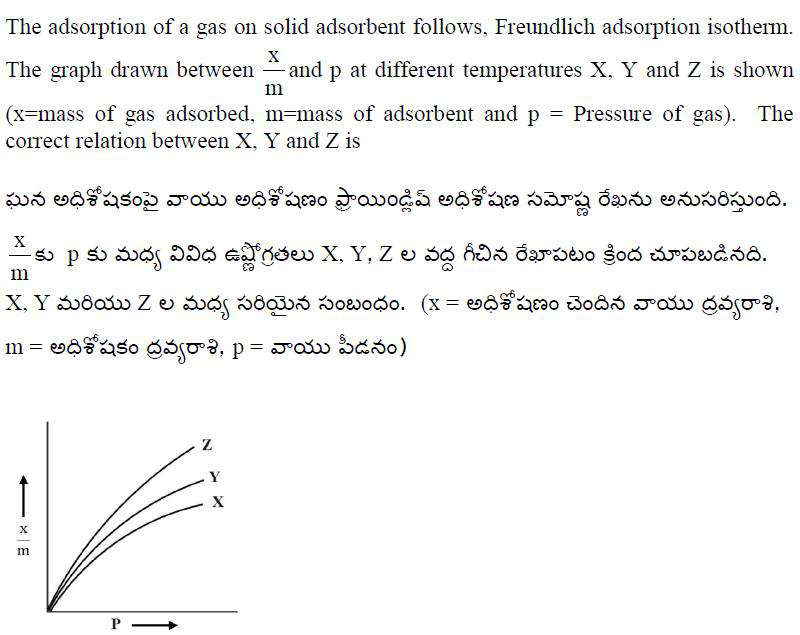 The adsorption of a gas on solid adsorbent follows, Freundlich adsorption isotherm.
The graph drawn between x/m and p at different temperatures X, Y and Z is shown
(x=mass of gas adsorbed, m=mass of adsorbent and p = Pressure of gas). The
correct relation between X, Y and Z is
ఘన అధిశోషకంపై వాయు అధిశోషణం ఫ్రాయిండ్లిష్ అధిశోషణ సమోష్ణ రేఖను అనుసరిస్తుంది.
x/m కు p కు మధ్య వివిధ ఉష్ణోగ్రతలు X, Y, Z ల వద్ద గీచిన రేఖాపటం క్రింద చూపబడినది.
X, Y మరియు Z ల మధ్య సరియైన సంబంధం. (x = అధిశోషణం చెందిన వాయు ద్రవ్యరాశి,
m = అధిశోషకం ద్రవ్యరాశి, p = వాయు పీడనం)
Z
Y
X
x/m
P